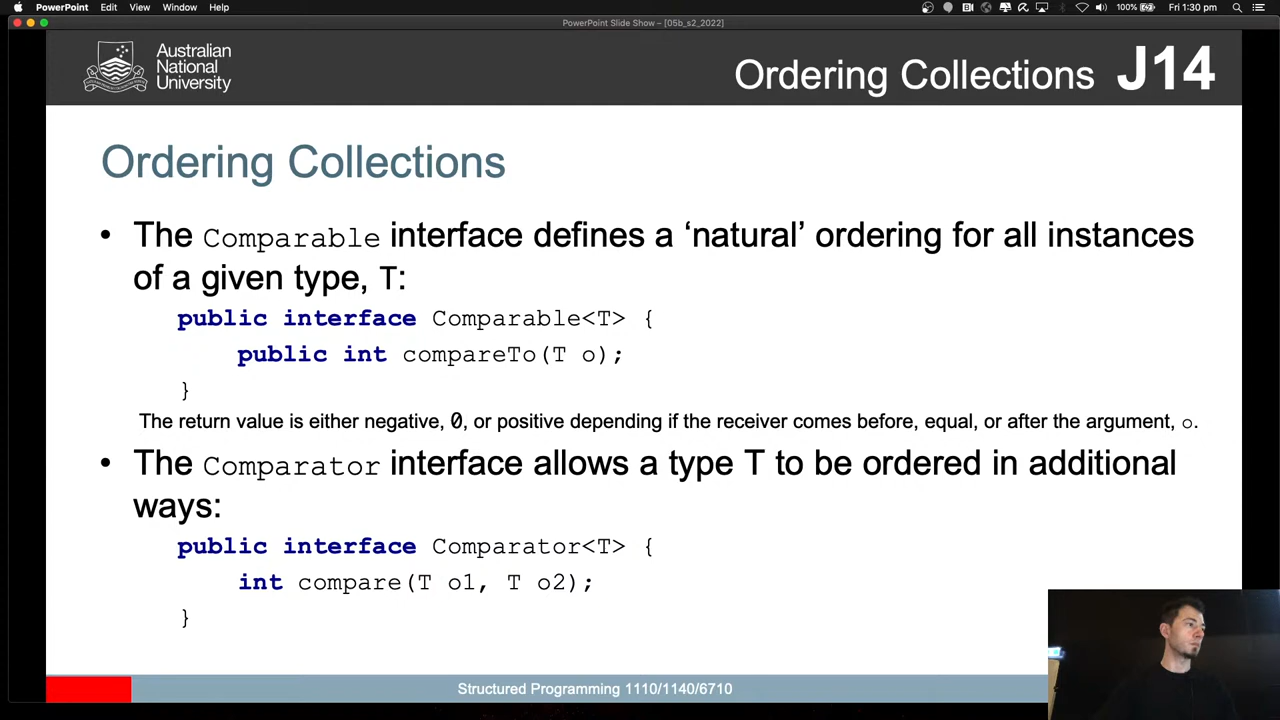 PowerPoint Edit View Window Help 100% Fri 1:30 pm
PowerPoint Slide Show – [05b_s2_2022]
Australian
National
University
Ordering Collections J14
Ordering Collections
• The Comparable interface defines a ‘natural’ ordering for all instances
of a given type, T:
public interface Comparable<T> {
public int compareTo(T o);
}
The return value is either negative, 0, or positive depending if the receiver comes before, equal, or after the argument, o.
• The Comparator interface allows a type T to be ordered in additional
ways:
public interface Comparator<T> {
int compare(T o1, T o2);
}
Structured Programming 1110/1140/6710